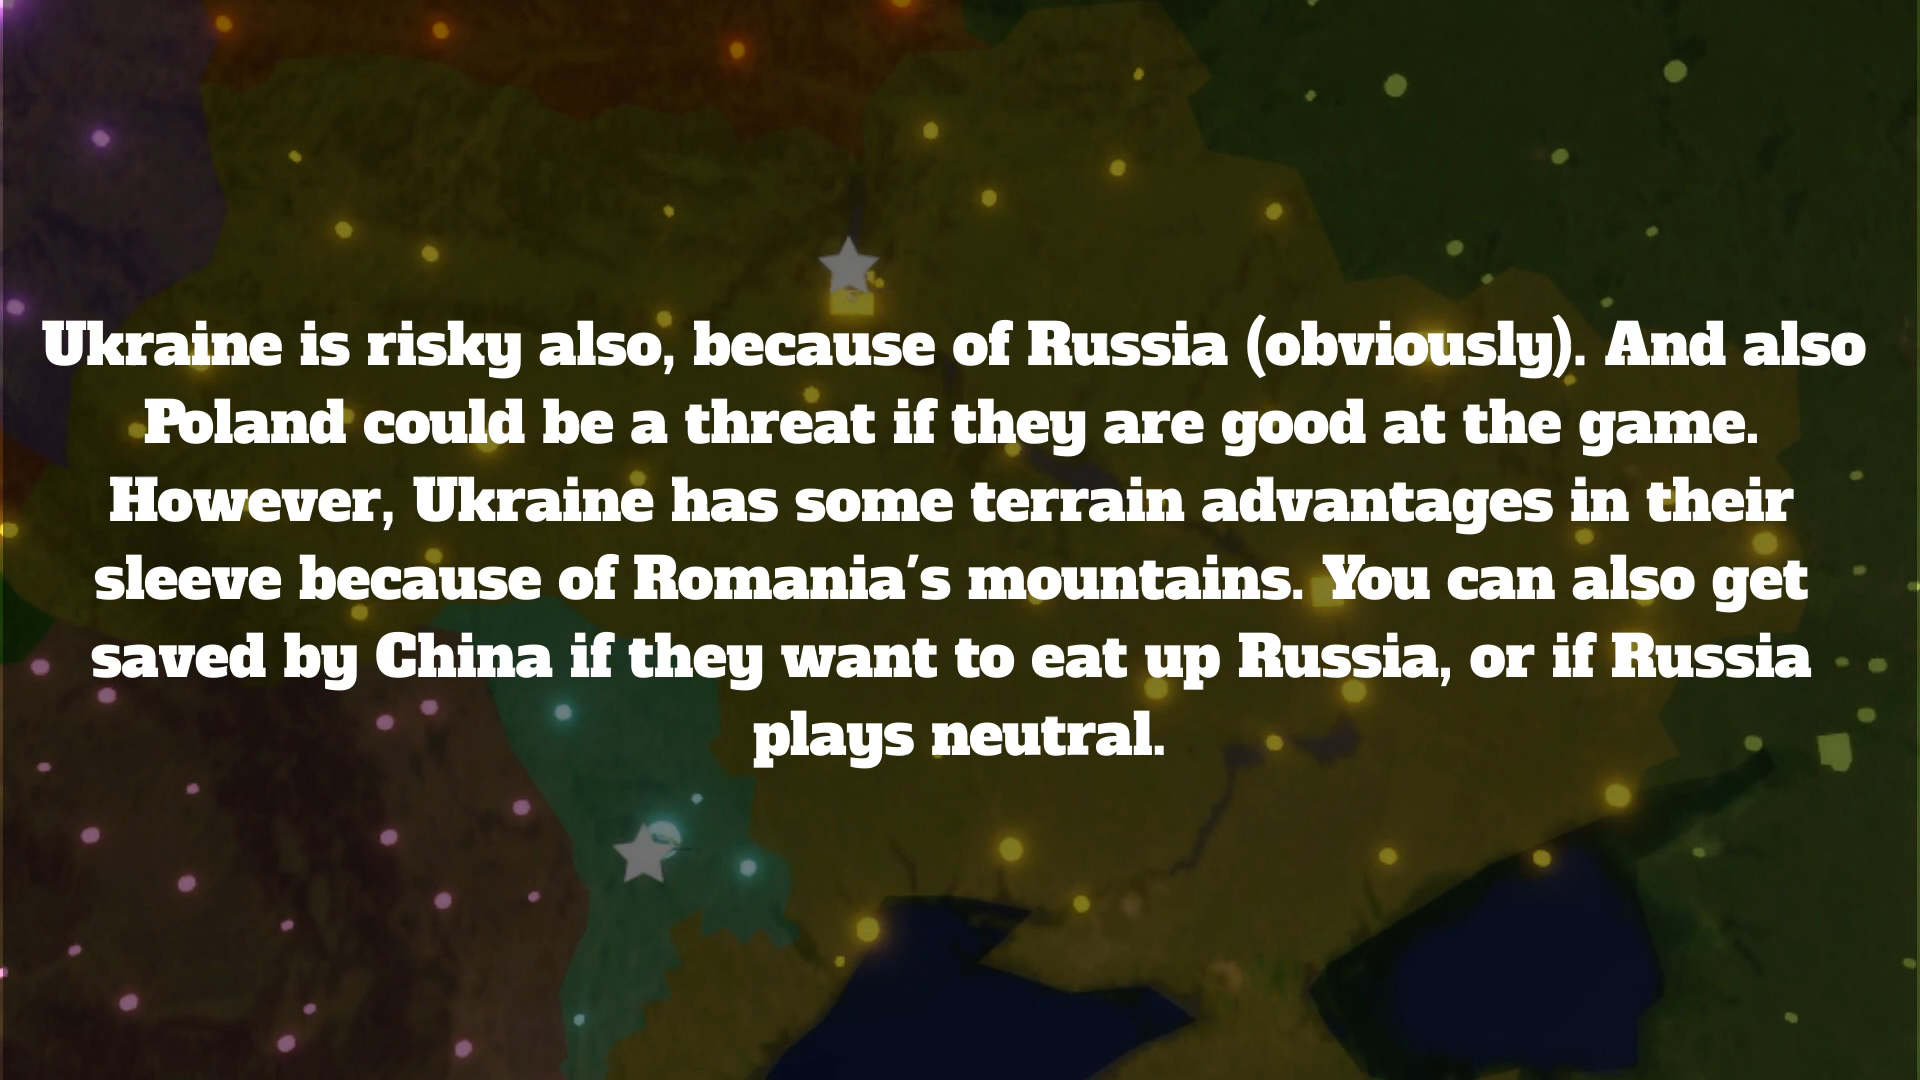 Ukraine is risky also, because of Russia (obviously). And also
Poland could be a threat if they are good at the game.
However, Ukraine has some terrain advantages in their
sleeve because of Romania's mountains. You can also get
saved by China if they want to eat up Russia, or if Russia
plays neutral.